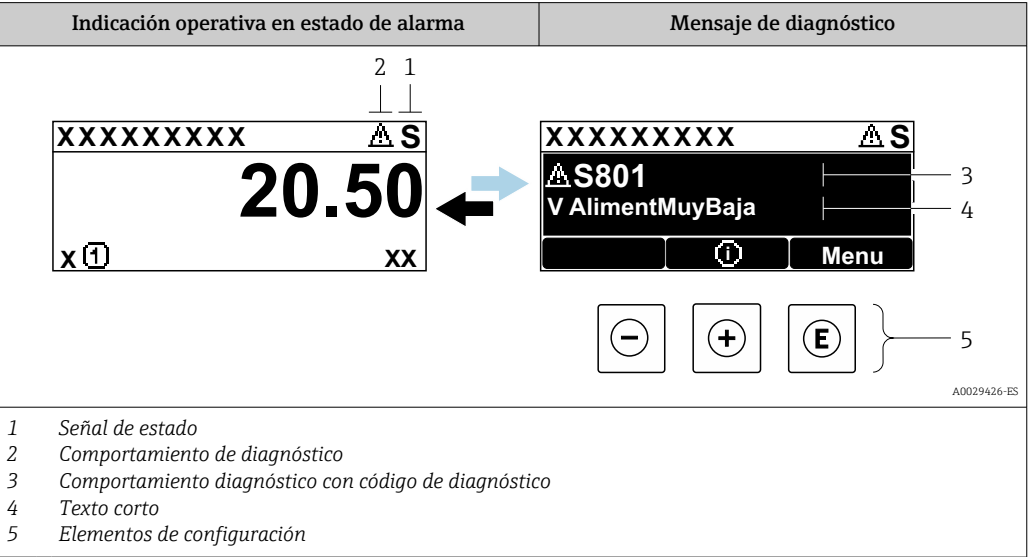 Indicación operativa en estado de alarma Mensaje de diagnóstico
2 1
XXXXXXXXX S
20.50
X 1 XX
XXXXXXXXX S
S801 3
V AlimentMuyBaja 4
i Menu
- + E 5
A0029426-ES
1 Señal de estado
2 Comportamiento de diagnóstico
3 Comportamiento diagnóstico con código de diagnóstico
4 Texto corto
5 Elementos de configuración